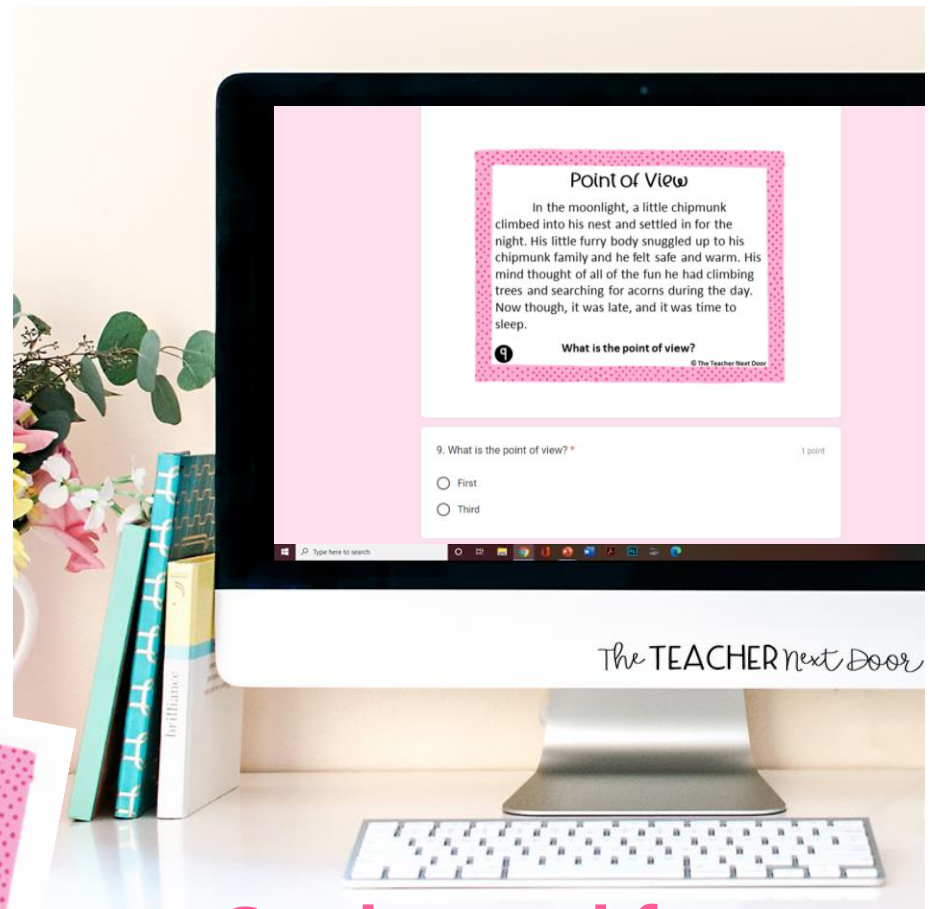 Point of View
In the moonlight, a little chipmunk
climbed into his nest and settled in for the
night. His little furry body snuggled up to his
chipmunk family and he felt safe and warm. His
mind thought of all of the fun he had climbing
trees and searching for acorns during the day.
Now though, it was late, and it was time to
sleep.
9 What is the point of view?
© The Teacher Next Door
9. What is the point of view? * 1 point
First
Third
Type here to search
brilliance
The TEACHER Next Door